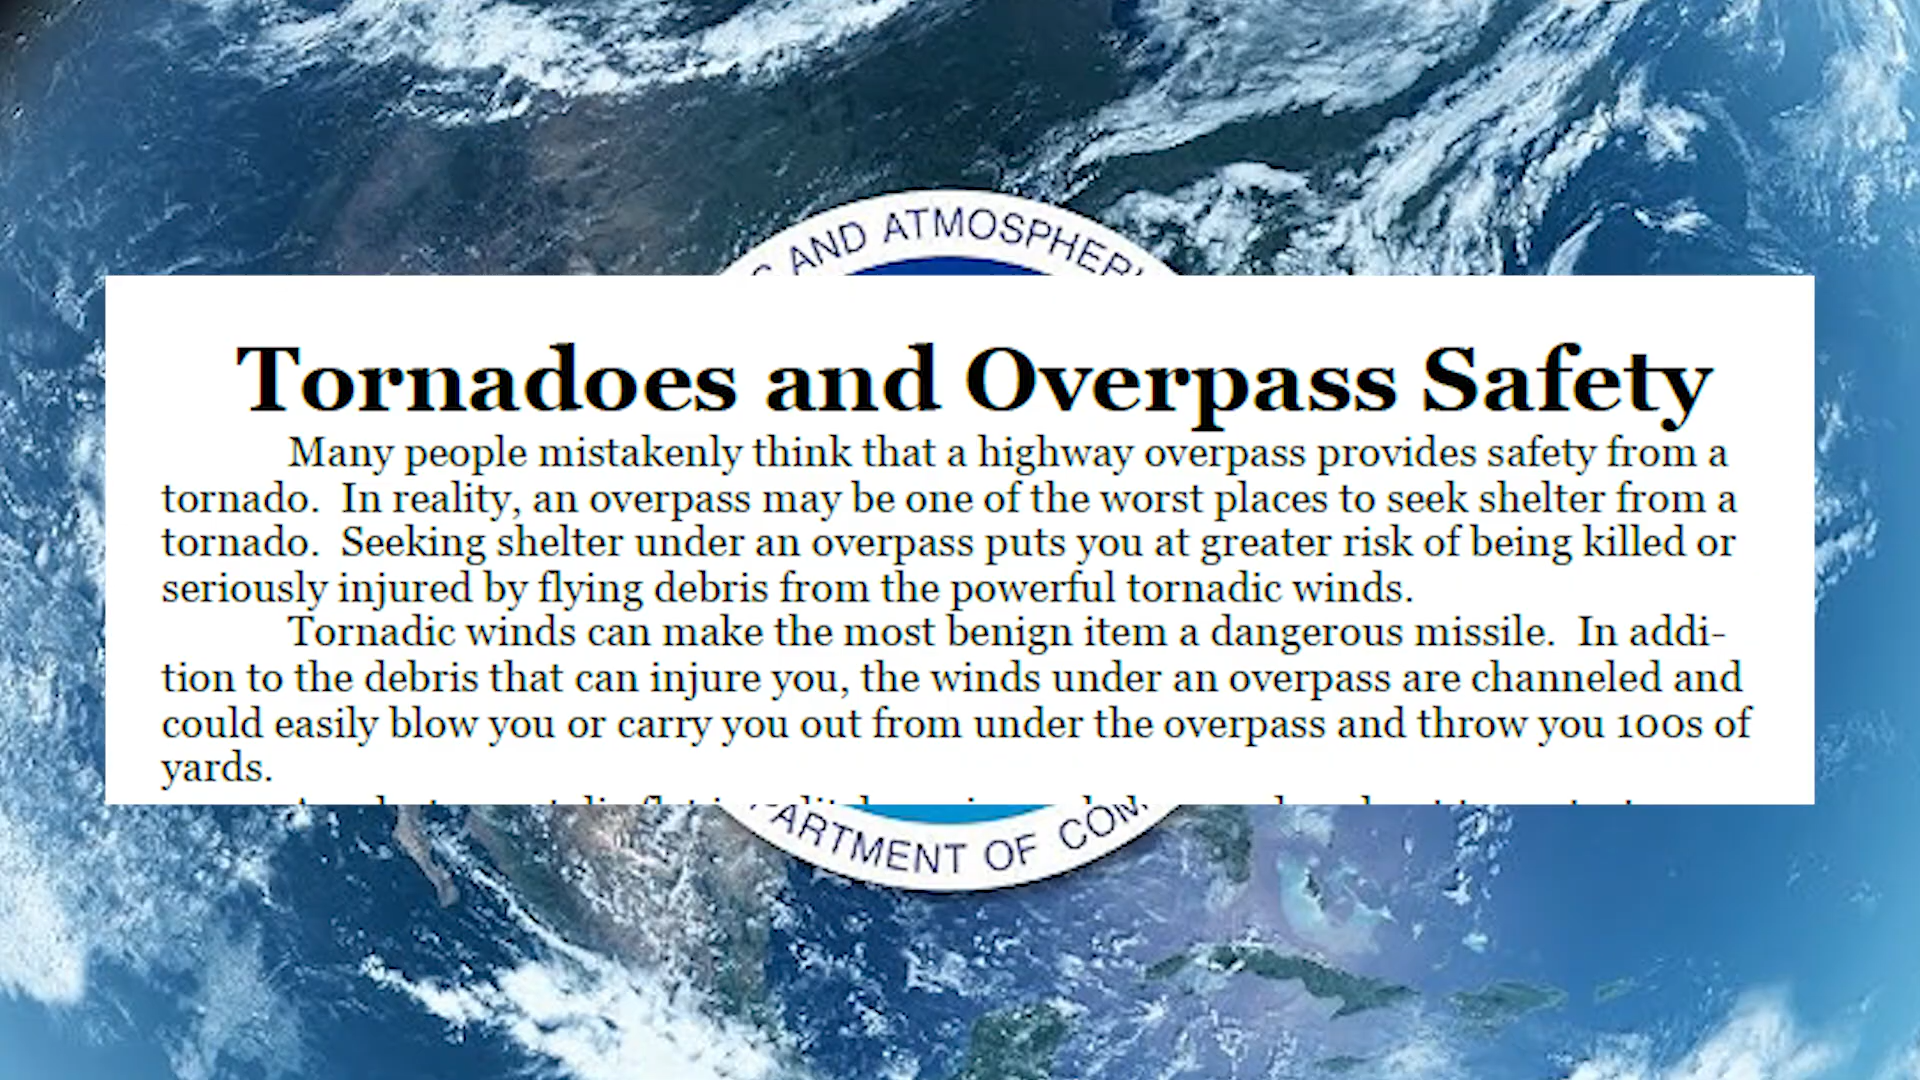 AND ATMOSPHERI
Tornadoes and Overpass Safety
Many people mistakenly think that a highway overpass provides safety from a
tornado. In reality, an overpass may be one of the worst places to seek shelter from a
tornado. Seeking shelter under an overpass puts you at greater risk of being killed or
seriously injured by flying debris from the powerful tornadic winds.
Tornadic winds can make the most benign item a dangerous missile. In addi-
tion to the debris that can injure you, the winds under an overpass are channeled and
could easily blow you or carry you out from under the overpass and throw you 100s of
yards.
ARTMENT OF COM